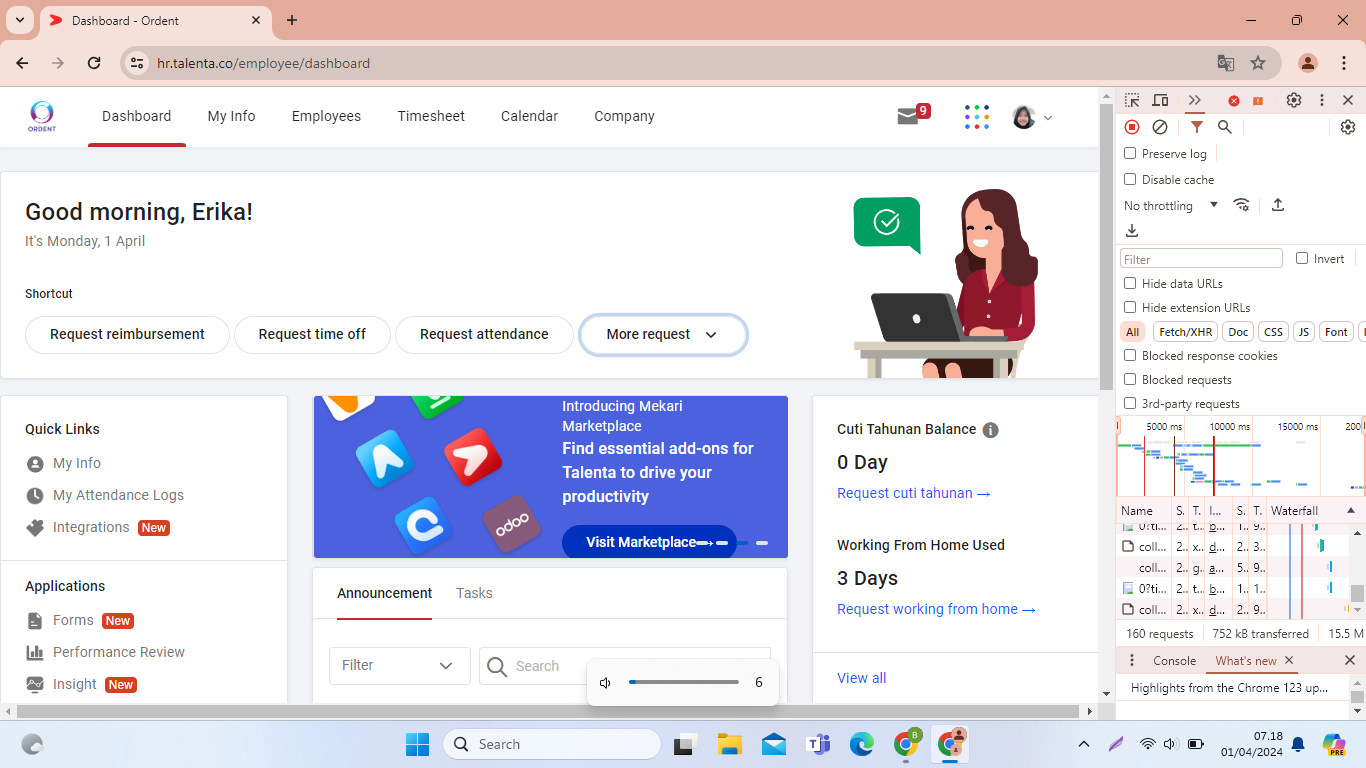 Dashboard - Ordent
hr.talenta.co/employee/dashboard
ORDENT
Dashboard My Info Employees Timesheet Calendar Company
9
Good morning, Erika!
It's Monday, 1 April
Shortcut
Request reimbursement Request time off Request attendance More request
Quick Links
My Info
My Attendance Logs
Integrations New
Applications
Forms New
Performance Review
Insight New
Introducing Mekari
Marketplace
Find essential add-ons for
Talenta to drive your
productivity
Visit Marketplace
odoo
Announcement Tasks
Filter Search
6
Cuti Tahunan Balance
0 Day
Request cuti tahunan →
Working From Home Used
3 Days
Request working from home →
View all
Preserve log
Disable cache
No throttling
Filter Invert
Hide data URLs
Hide extension URLs
All Fetch/XHR Doc CSS JS Font
Blocked response cookies
Blocked requests
3rd-party requests
5000 ms 10000 ms 15000 ms 200
Name S. T. I... S. T. Waterfall
0?ti... 2.. t... b... 1.. 9..
coll... 2.. x.. d... 2.. 3..
coll... 2.. g.. a... 5.. 9..
0?ti... 2.. t... b... 1.. 1..
coll... 2.. x.. d... 2.. 9..
160 requests 752 kB transferred 15.5 M
Console What's new
Highlights from the Chrome 123 up...
Search
B
07.18
01/04/2024
PRE